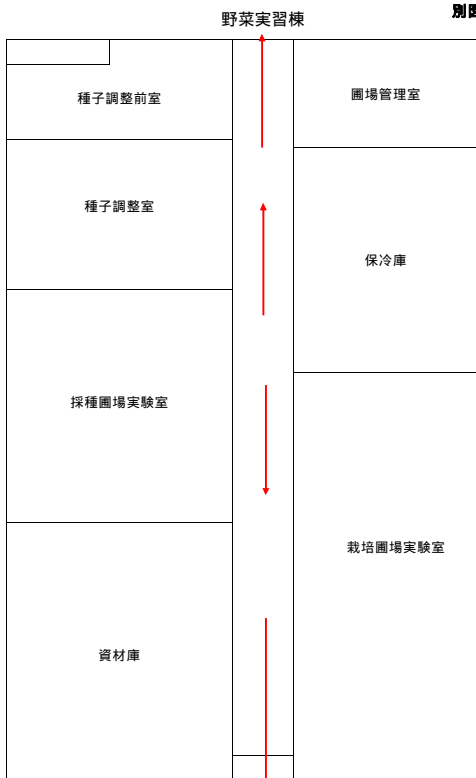 野菜実習棟
別図
種子調整前室
圃場管理室
種子調整室
保冷庫
採種圃場実験室
栽培圃場実験室
資材庫